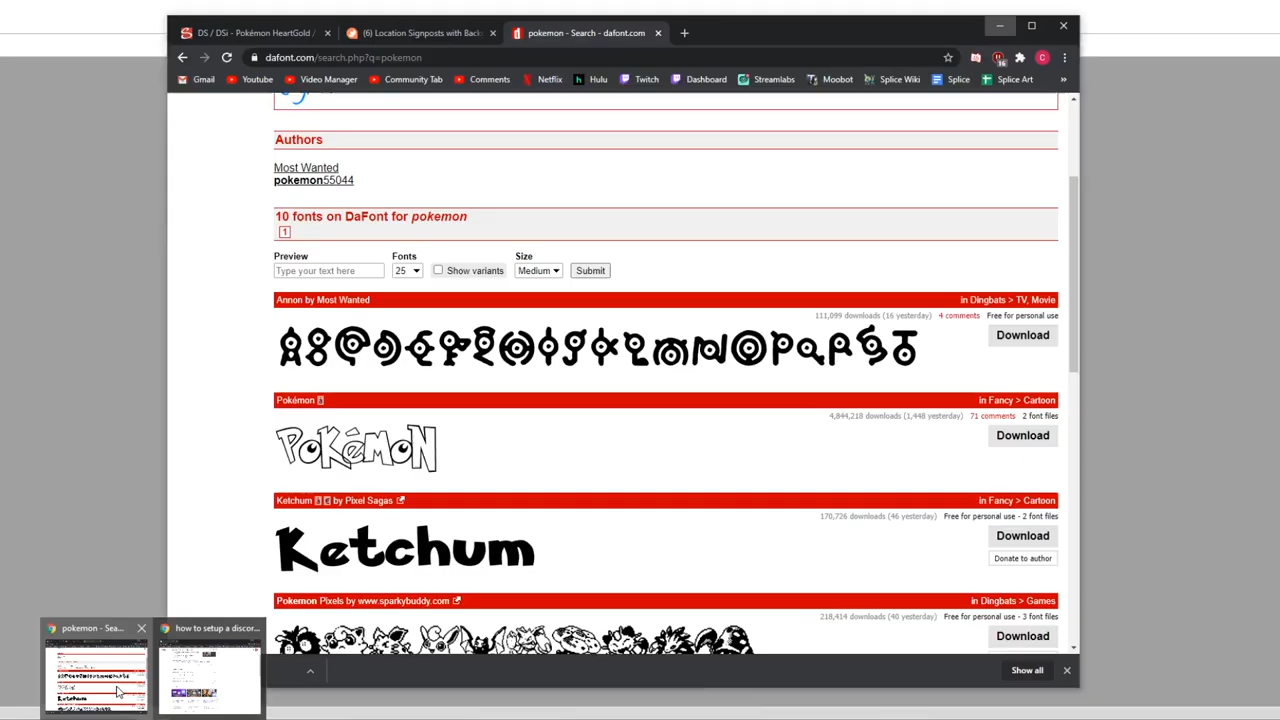 DS / DSi - Pokémon HeartGold /
(6) Location Signposts with Back
pokemon - Search - dafont.com
dafont.com/search.php?q=pokemon
16
C
Gmail
Youtube
Video Manager
Community Tab
Comments
Netflix
Hulu
Twitch
Dashboard
Streamlabs
Moobot
Splice Wiki
Splice
Splice Art
Authors
Most Wanted
pokemon55044
10 fonts on DaFont for pokemon
1
Preview
Fonts
Size
Type your text here
25
Show variants
Medium
Submit
Annon by Most Wanted
in Dingbats > TV, Movie
111,099 downloads (16 yesterday) 4 comments Free for personal use
Download
Pokémon à
in Fancy > Cartoon
4,844,218 downloads (1,448 yesterday) 71 comments 2 font files
POKéMON
Download
Ketchum à € by Pixel Sagas
in Fancy > Cartoon
170,726 downloads (46 yesterday) Free for personal use - 2 font files
Ketchum
Download
Donate to author
Pokemon Pixels by www.sparkybuddy.com
in Dingbats > Games
218,414 downloads (40 yesterday) Free for personal use - 3 font files
Download
pokemon - Sea...
how to setup a discor...
Show all